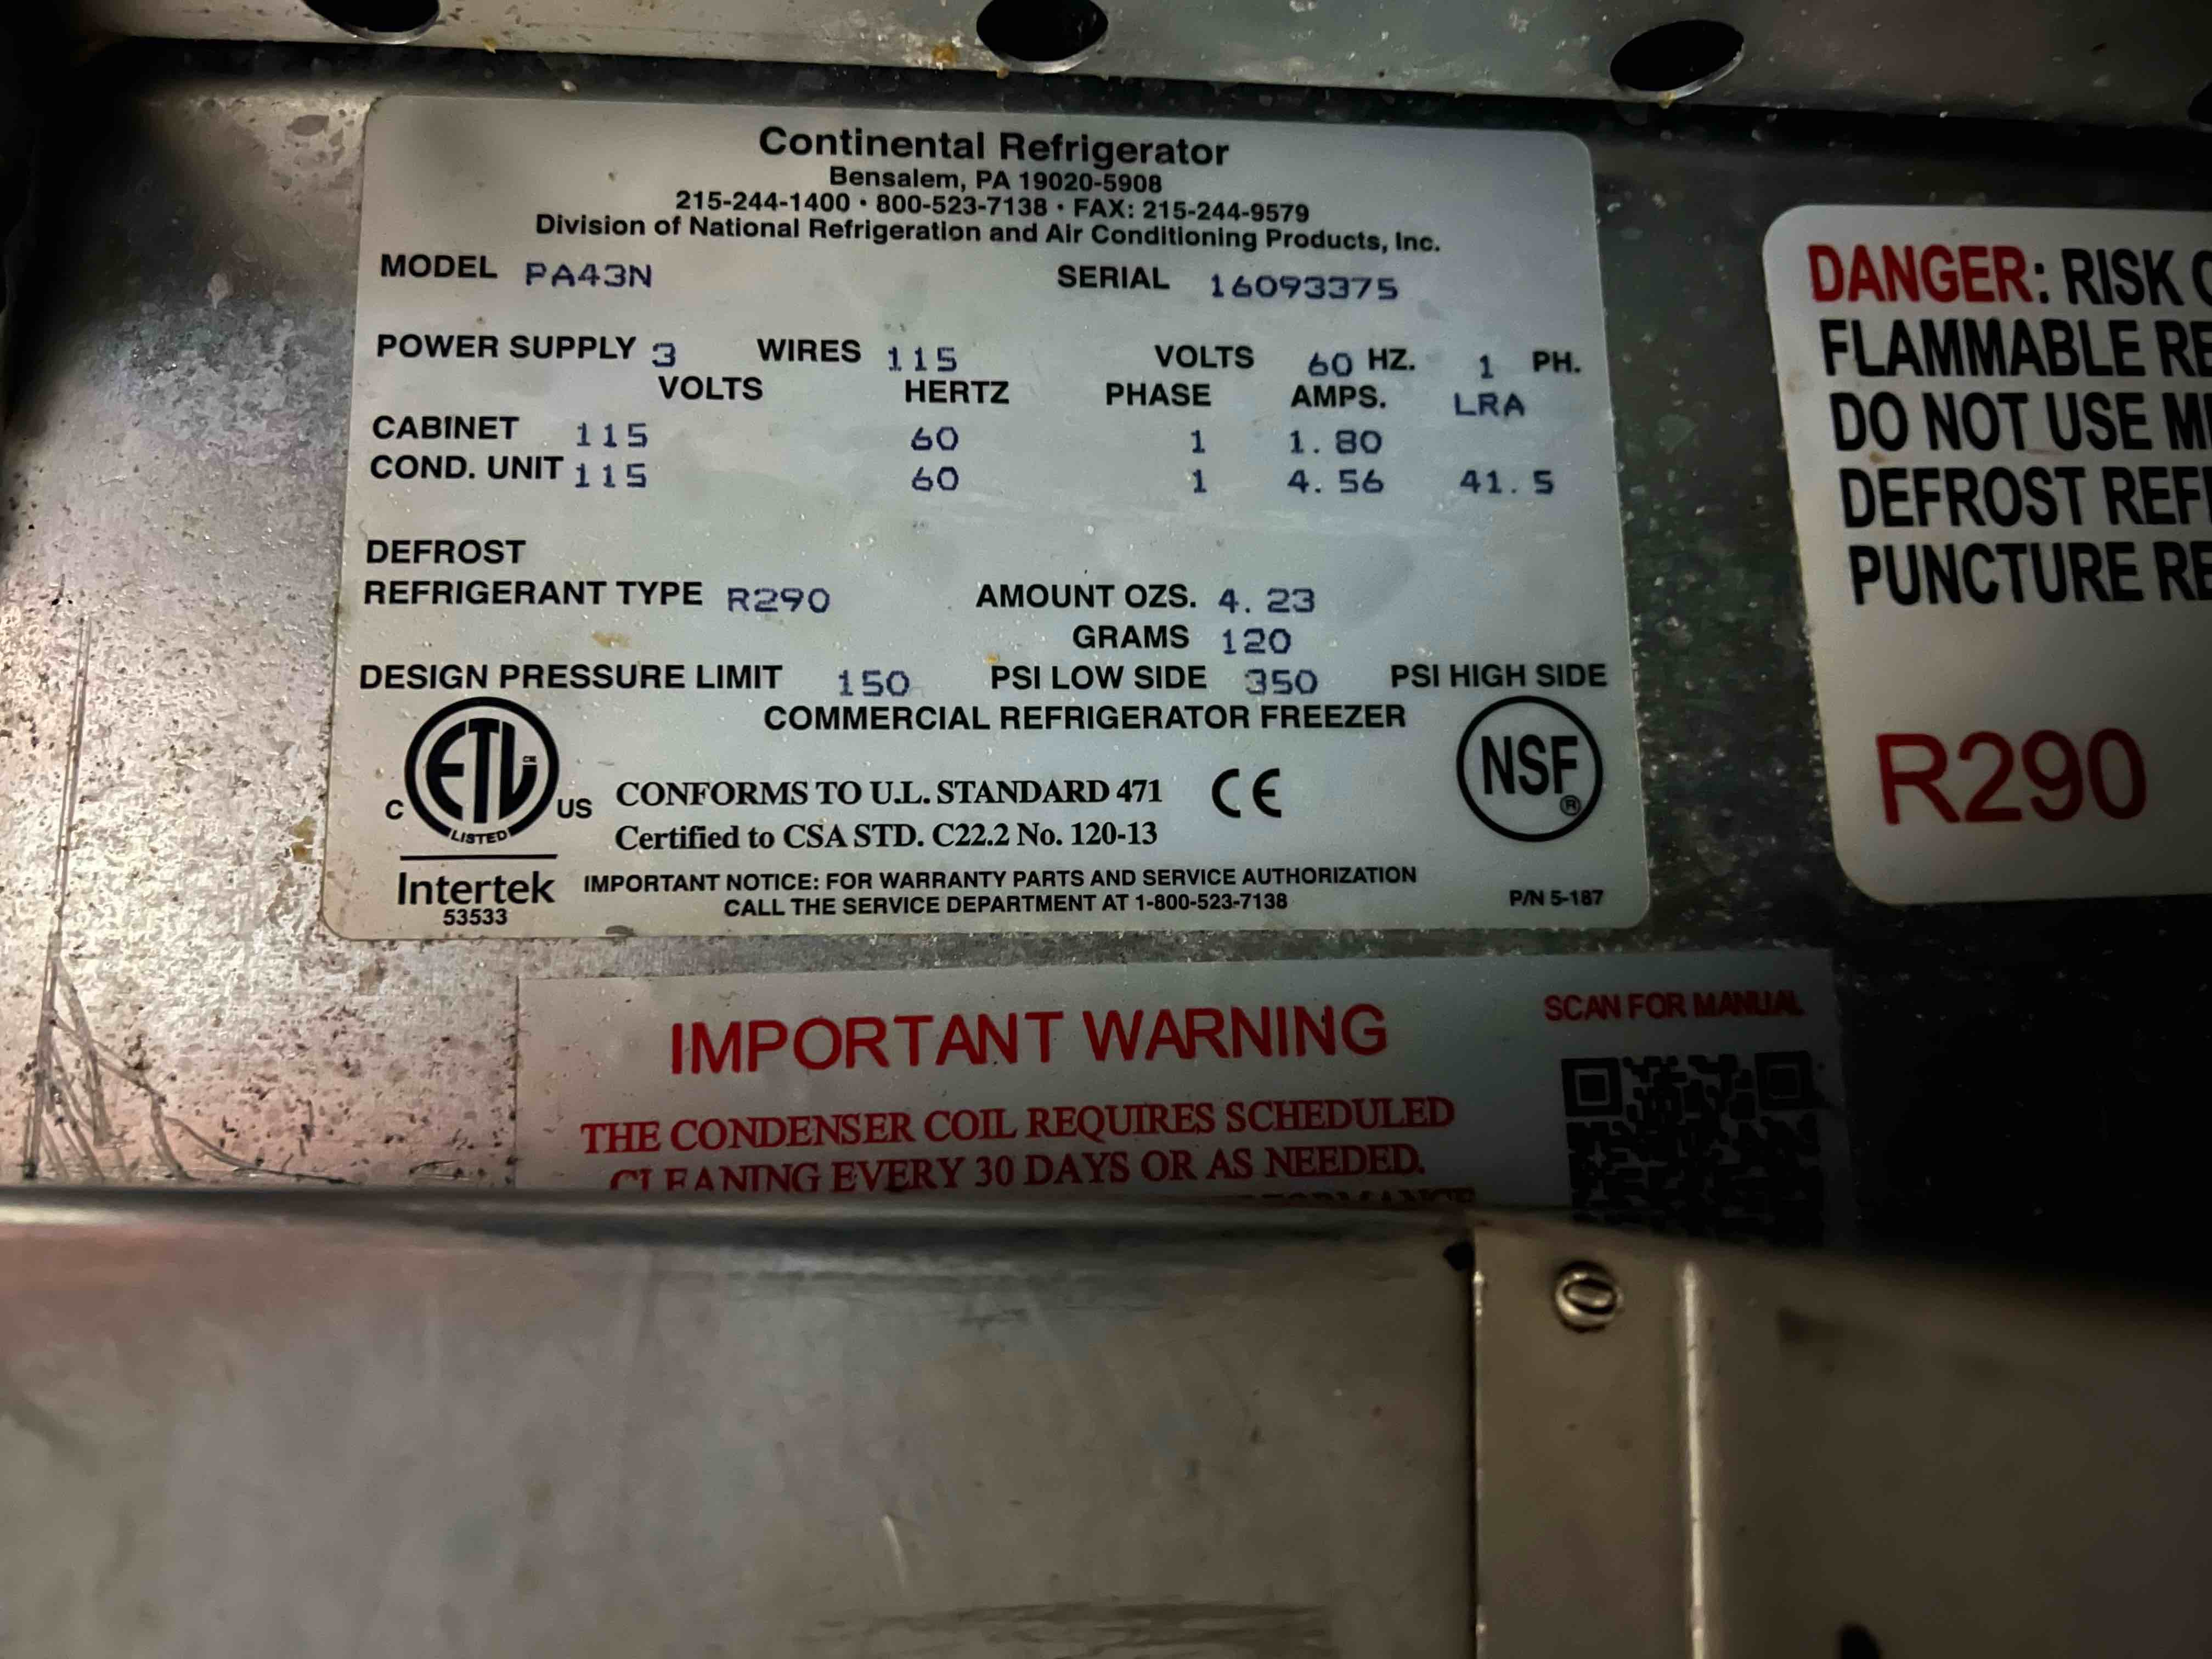 Continental Refrigerator
Bensalem, PA 19020-5908
215-244-1400 • 800-523-7138 • FAX: 215-244-9579
Division of National Refrigeration and Air Conditioning Products, Inc.
MODEL PA43N SERIAL 16093375
POWER SUPPLY 3 WIRES 115 VOLTS 60 HZ. 1 PH.
VOLTS HERTZ PHASE AMPS. LRA
CABINET 115 60 1 1.80
COND. UNIT 115 60 1 4.56 41.5
DEFROST
REFRIGERANT TYPE R290 AMOUNT OZS. 4.23
GRAMS 120
DESIGN PRESSURE LIMIT 150 PSI LOW SIDE 350 PSI HIGH SIDE
COMMERCIAL REFRIGERATOR FREEZER
C ETL CM US LISTED
Intertek
53533
CONFORMS TO U.L. STANDARD 471 CE
Certified to CSA STD. C22.2 No. 120-13
NSF ®
IMPORTANT NOTICE: FOR WARRANTY PARTS AND SERVICE AUTHORIZATION
CALL THE SERVICE DEPARTMENT AT 1-800-523-7138
P/N 5-187
DANGER: RISK
FLAMMABLE
DO NOT USE
DEFROST
PUNCTURE
R290
IMPORTANT WARNING
SCAN FOR MANUAL
THE CONDENSER COIL REQUIRES SCHEDULED
CLEANING EVERY 30 DAYS OR AS NEEDED.